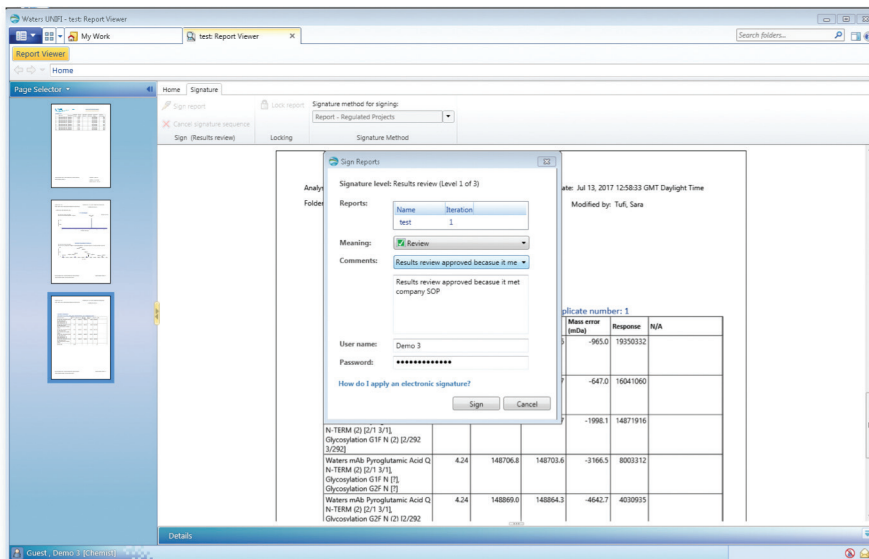 Waters UNIFI - test: Report Viewer
My Work
test: Report Viewer
Search folders...
Report Viewer
Home
Page Selector
Home Signature
Sign report
Cancel signature sequence
Sign (Results review)
Lock report
Locking
Signature method for signing:
Report - Regulated Projects
Signature Method
Sign Reports
Signature level: Results review (Level 1 of 3)
Reports:
Name Iteration
test 1
Meaning: Review
Comments: Results review approved becasue it me
Results review approved becasue it met
company SOP
User name: Demo 3
Password: •••••••••••••
How do I apply an electronic signature?
Sign Cancel
Analy
Folde
ate: Jul 13, 2017 12:58:33 GMT Daylight Time
Modified by: Tufi, Sara
plicate number: 1
Mass error
(mDa) Response N/A
-965.0 19350332
7 -647.0 16041060
7 -1998.1 14871916
N-TERM (2) [2/1 3/1],
Glycosylation G1F N (2) [2/292
3/292]
Waters mAb Pyroglutamic Acid Q 4.24 148706.8 148703.6 -3166.5 8003312
N-TERM (2) [2/1 3/1],
Glycosylation G1F N [?],
Glycosylation G2F N [?]
Waters mAb Pyroglutamic Acid Q 4.24 148869.0 148864.3 -4642.7 4030935
N-TERM (2) [2/1 3/1],
Glycosylation G2F N (2) [2/292
Details
Guest , Demo 3 [Chemist]